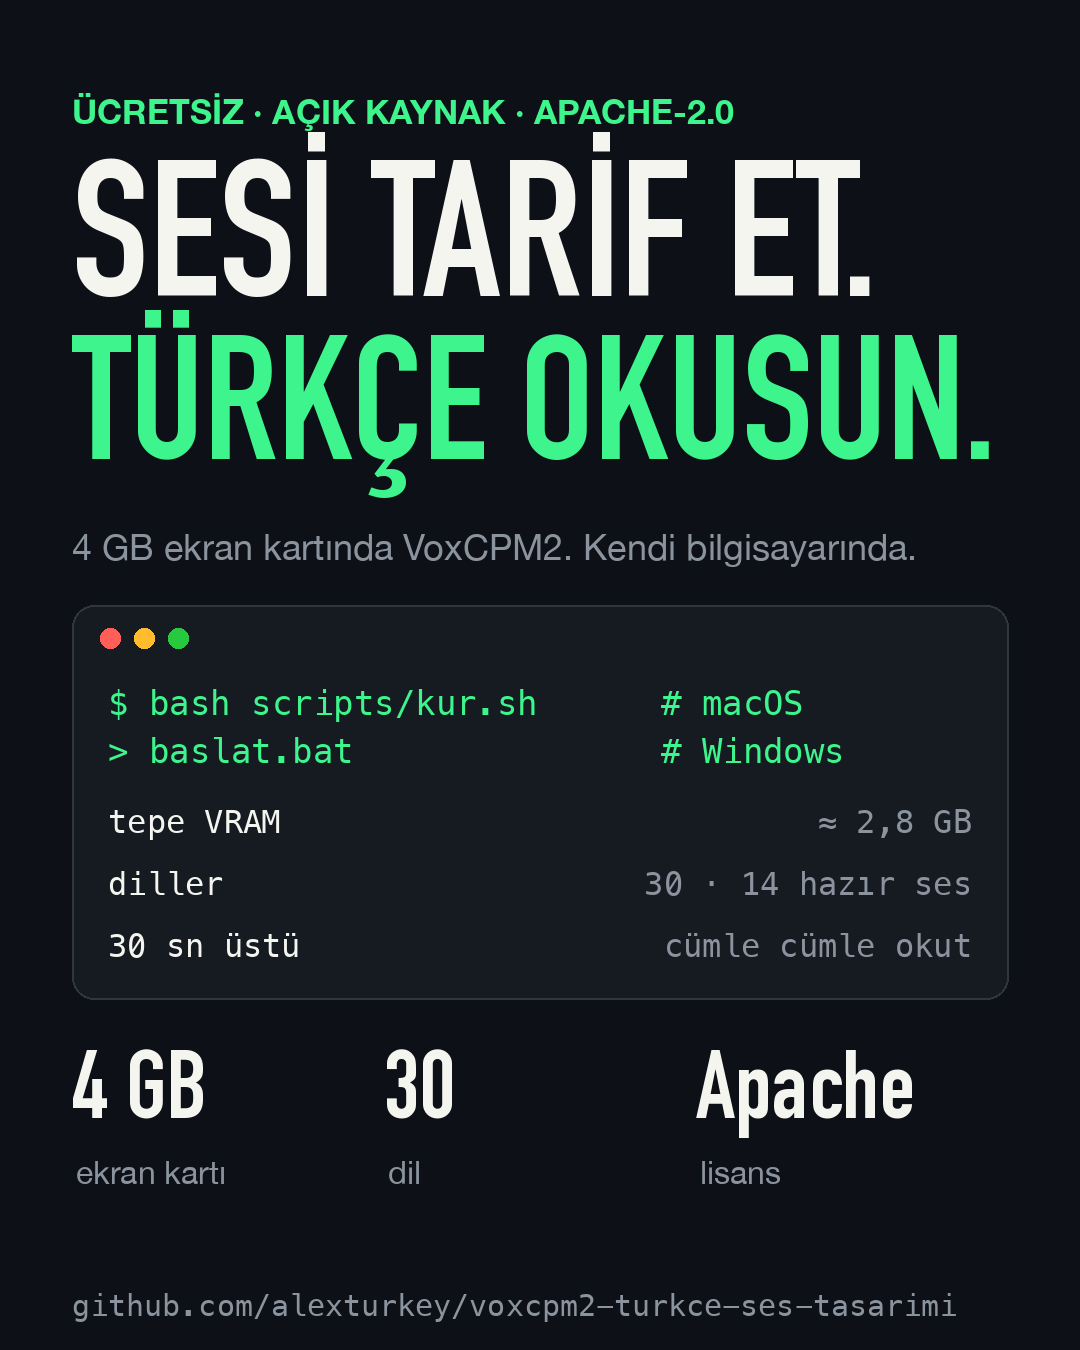 ÜCRETSİZ · AÇIK KAYNAK · APACHE-2.0
SESİ TARİF ET.
TÜRKÇE OKUSUN.
4 GB ekran kartında VoxCPM2. Kendi bilgisayarında.
$ bash scripts/kur.sh # macOS
> baslat.bat # Windows
tepe VRAM ≈ 2,8 GB
diller 30 · 14 hazır ses
30 sn üstü cümle cümle okut
4 GB 30 Apache
ekran kartı dil lisans
github.com/alexturkey/voxcpm2-turkce-ses-tasarimi